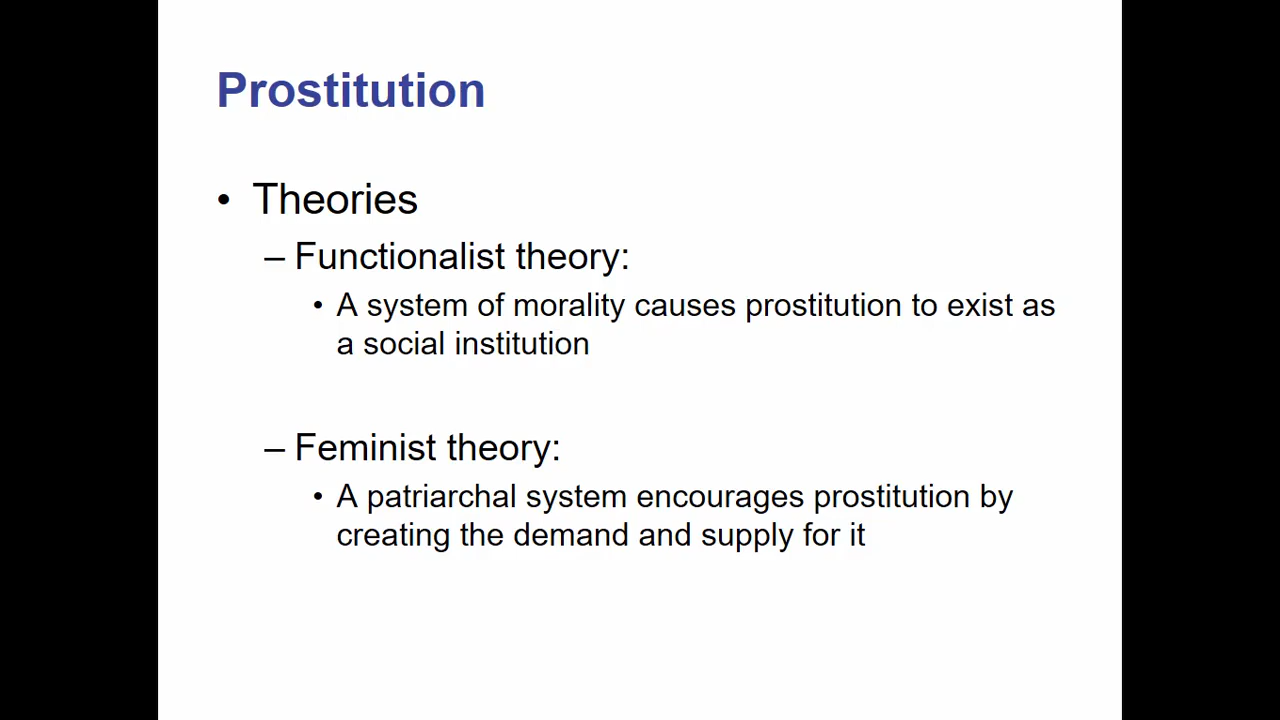 Prostitution
• Theories
– Functionalist theory:
• A system of morality causes prostitution to exist as
a social institution
– Feminist theory:
• A patriarchal system encourages prostitution by
creating the demand and supply for it